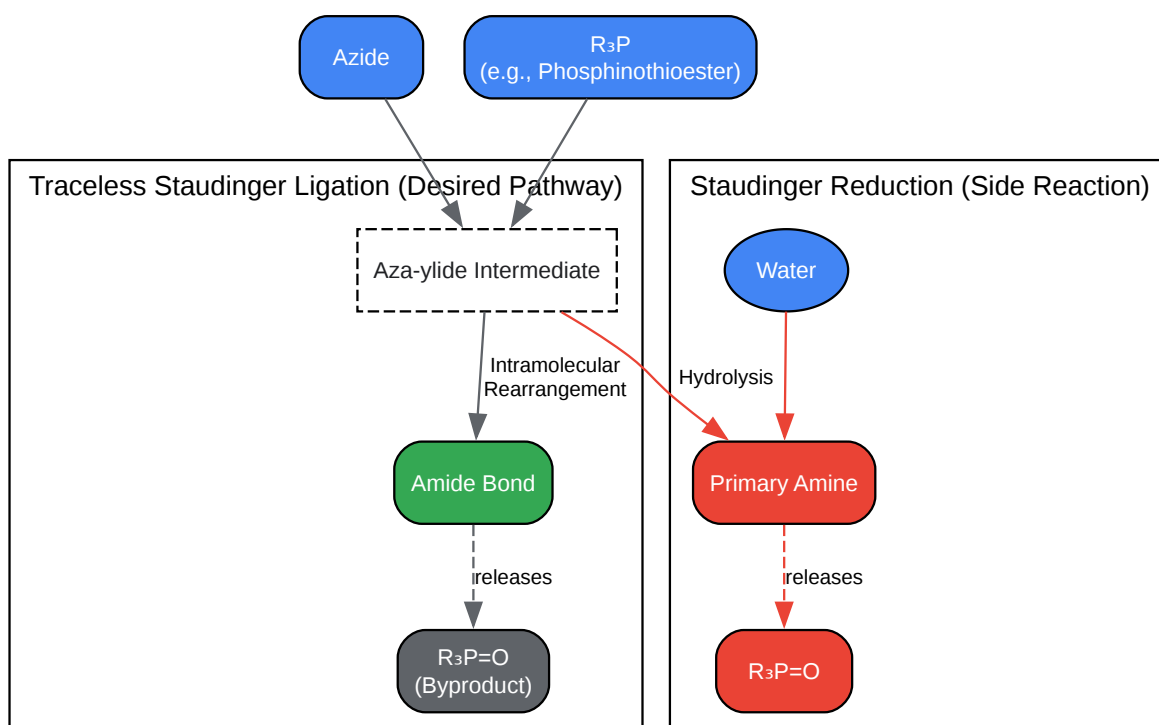 Azide
R₃P
(e.g., Phosphinothioester)
Traceless Staudinger Ligation (Desired Pathway)
Staudinger Reduction (Side Reaction)
Aza-ylide Intermediate
Water
Intramolecular
Rearrangement
Hydrolysis
Amide Bond
Primary Amine
releases
releases
R₃P=O
(Byproduct)
R₃P=O